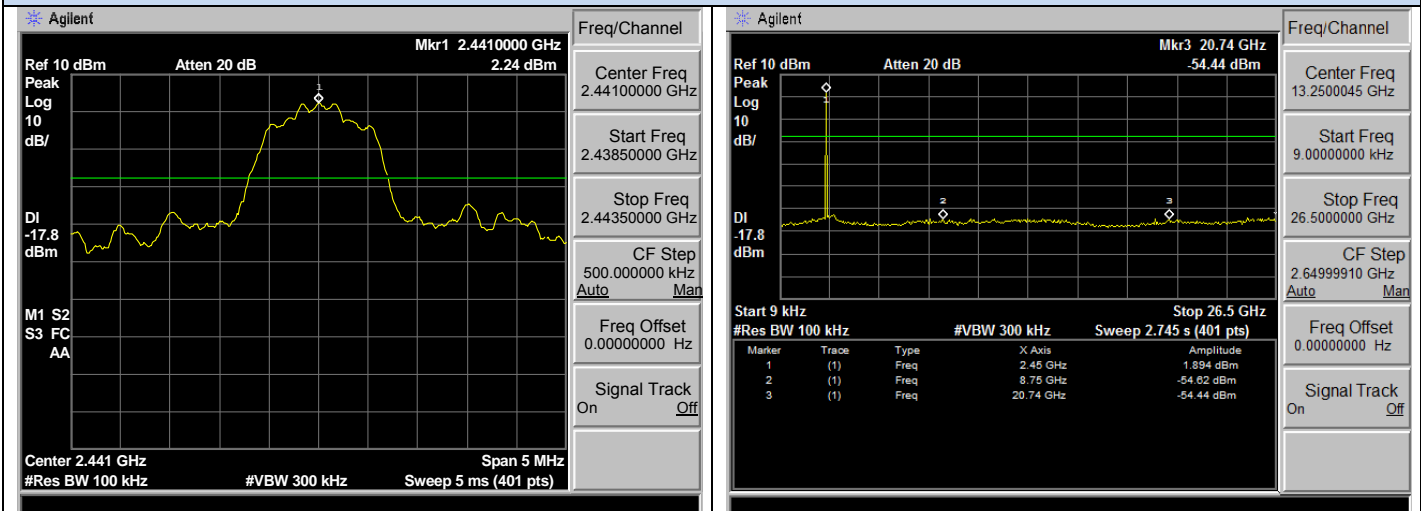 Agilent
Freq/Channel
Mkr1 2.4410000 GHz
Ref 10 dBm Atten 20 dB 2.24 dBm
Peak
Log
10
dB/
1
DI
-17.8
dBm
M1 S2
S3 FC
AA
Center 2.441 GHz Span 5 MHz
#Res BW 100 kHz #VBW 300 kHz Sweep 5 ms (401 pts)
Center Freq
2.44100000 GHz
Start Freq
2.43850000 GHz
Stop Freq
2.44350000 GHz
CF Step
500.000000 kHz
Auto Man
Freq Offset
0.00000000 Hz
Signal Track
On Off
Agilent
Freq/Channel
Mkr3 20.74 GHz
Ref 10 dBm Atten 20 dB -54.44 dBm
Peak
Log
10
dB/
1
2
3
DI
-17.8
dBm
Start 9 kHz Stop 26.5 GHz
#Res BW 100 kHz #VBW 300 kHz Sweep 2.745 s (401 pts)
Marker Trace Type X Axis Amplitude
1 (1) Freq 2.45 GHz 1.894 dBm
2 (1) Freq 8.75 GHz -54.62 dBm
3 (1) Freq 20.74 GHz -54.44 dBm
Center Freq
13.2500045 GHz
Start Freq
9.00000000 kHz
Stop Freq
26.5000000 GHz
CF Step
2.64999910 GHz
Auto Man
Freq Offset
0.00000000 Hz
Signal Track
On Off